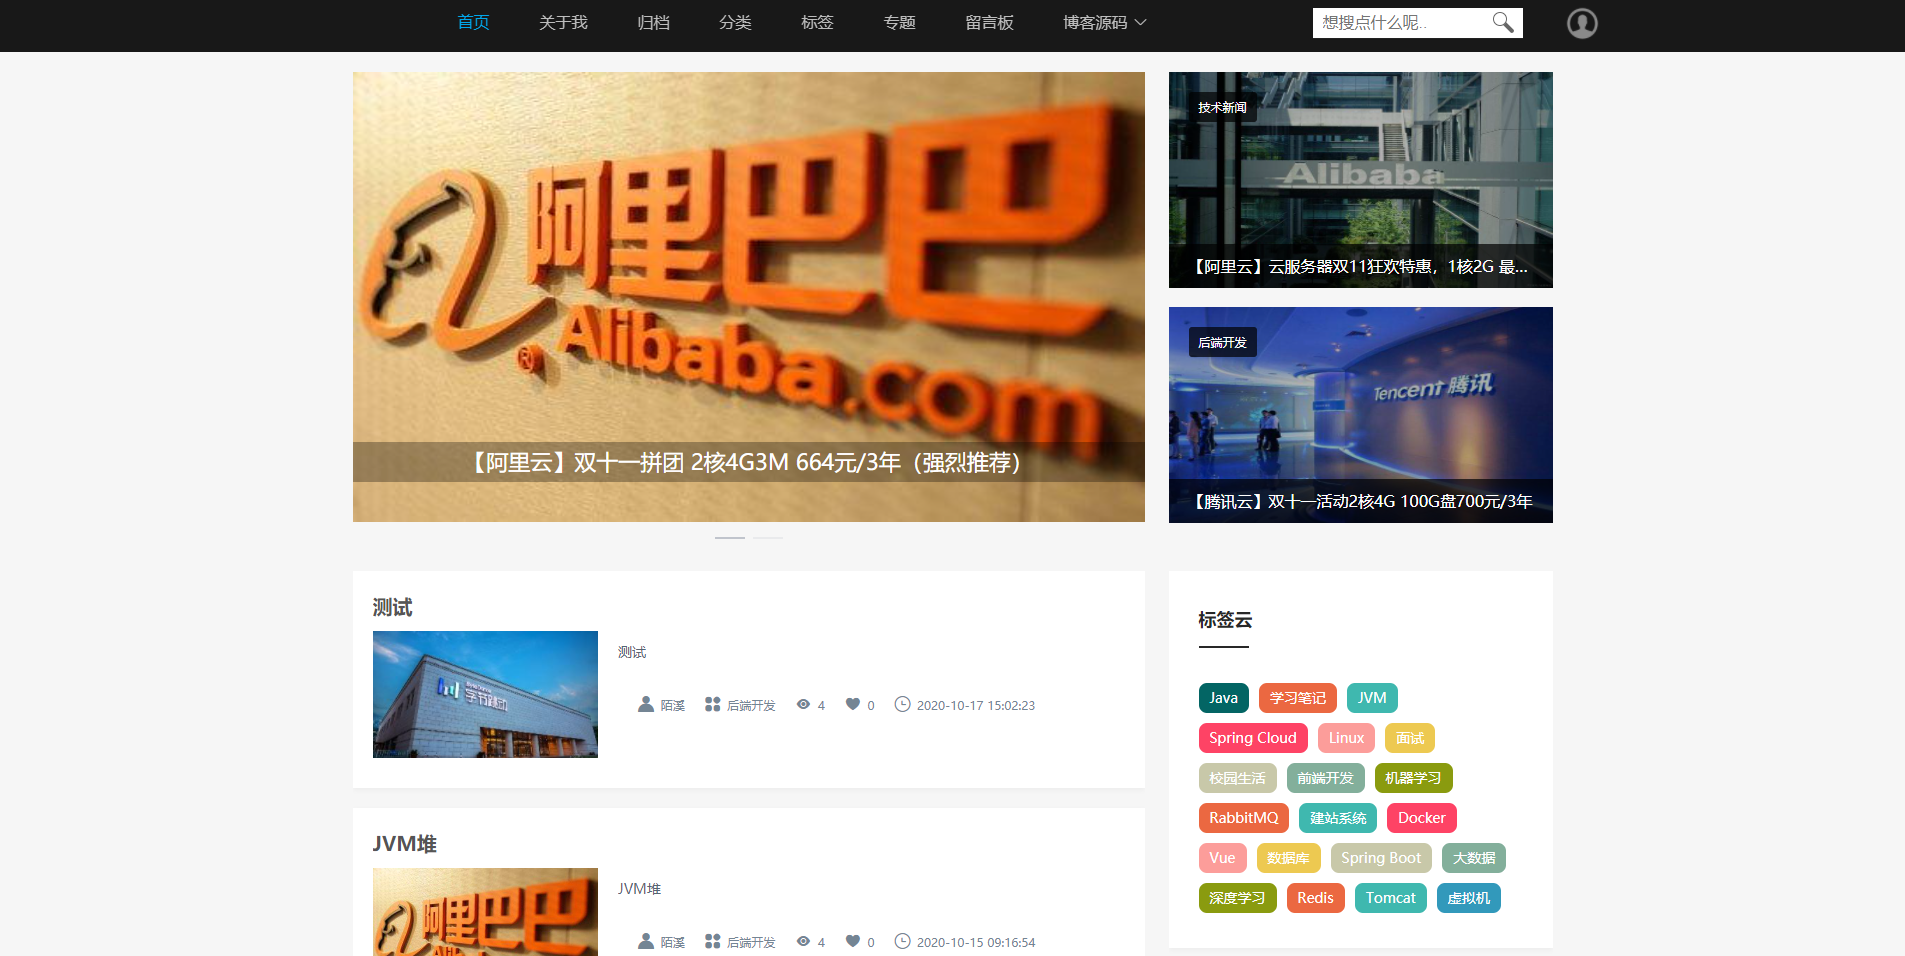 首页 关于我 归档 分类 标签 专题 留言板 博客源码 想搜点什么呢..
阿里巴巴
Alibaba.com
®
【阿里云】双十一拼团 2核4G3M 664元/3年（强烈推荐）
技术新闻
Alibaba
【阿里云】云服务器双11狂欢特惠，1核2G 最...
后端开发
Tencent 腾讯
【腾讯云】双十一活动2核4G 100G盘700元/3年
测试
字节跳动
测试
陌溪 后端开发 4 0 2020-10-17 15:02:23
JVM堆
阿里巴巴
JVM堆
陌溪 后端开发 4 0 2020-10-15 09:16:54
标签云
Java 学习笔记 JVM
Spring Cloud Linux 面试
校园生活 前端开发 机器学习
RabbitMQ 建站系统 Docker
Vue 数据库 Spring Boot 大数据
深度学习 Redis Tomcat 虚拟机